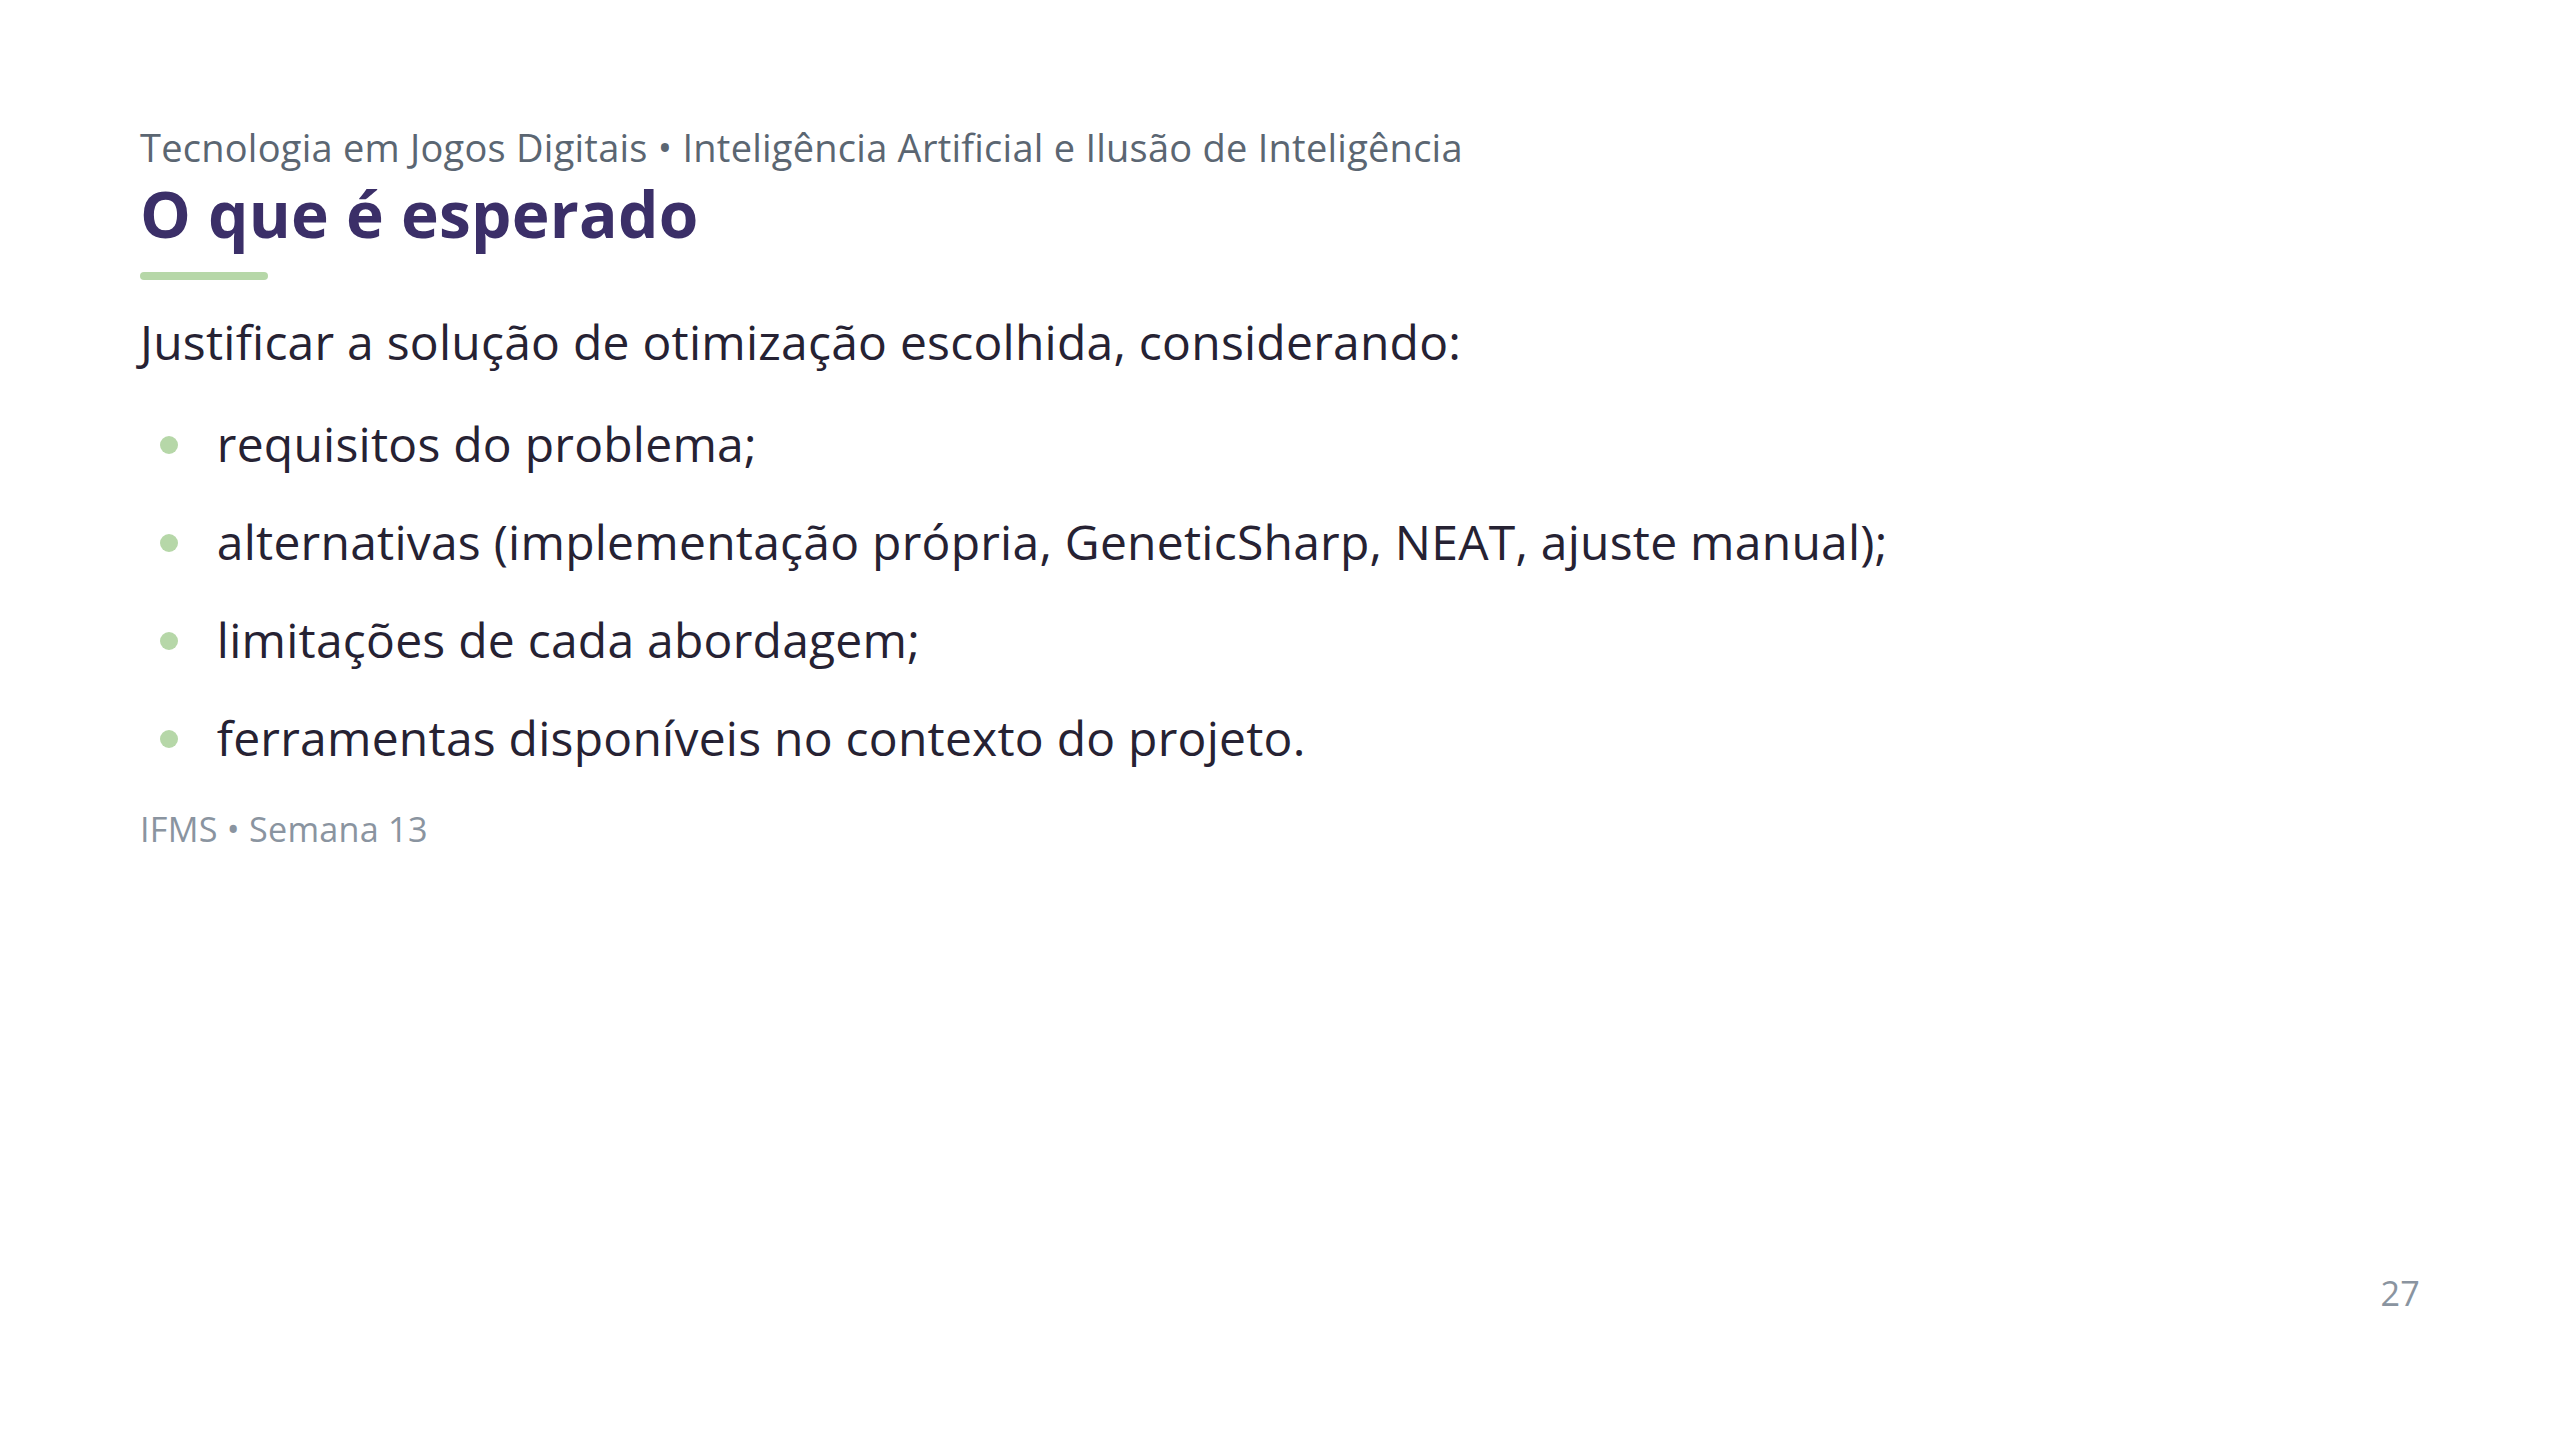 Tecnologia em Jogos Digitais • Inteligência Artificial e Ilusão de Inteligência
O que é esperado
Justificar a solução de otimização escolhida, considerando:
• requisitos do problema;
• alternativas (implementação própria, GeneticSharp, NEAT, ajuste manual);
• limitações de cada abordagem;
• ferramentas disponíveis no contexto do projeto.
IFMS • Semana 13
27